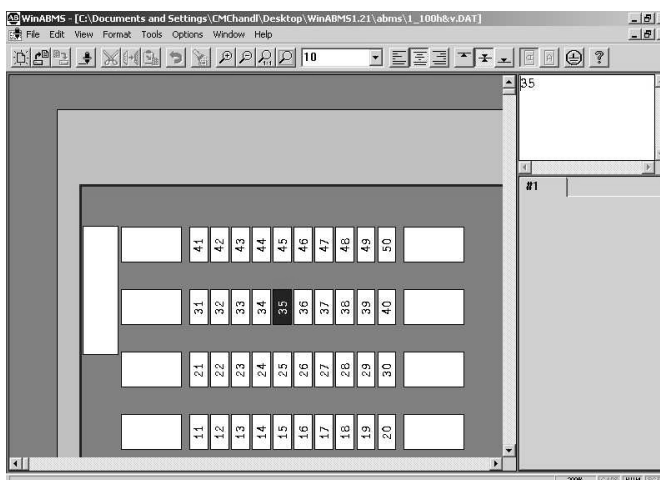 WinABMS - [C:\Documents and Settings\CMChandl\Desktop\WinABMS1.21\abms\1_100h&v.DAT]
File Edit View Format Tools Options Window Help
10
35
#1
41 42 43 44 45 46 47 48 49 50
31 32 33 34 35 36 37 38 39 40
21 22 23 24 25 26 27 28 29 30
11 12 13 14 15 16 17 18 19 20
200% CAPS NUM